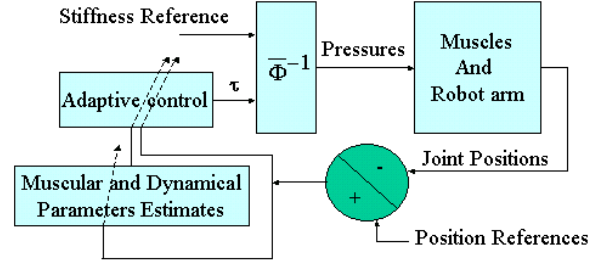 Stiffness Reference
Φ̅⁻¹
Pressures
Muscles
And
Robot arm
Adaptive control
τ
Joint Positions
-
+
Muscular and Dynamical
Parameters Estimates
Position References